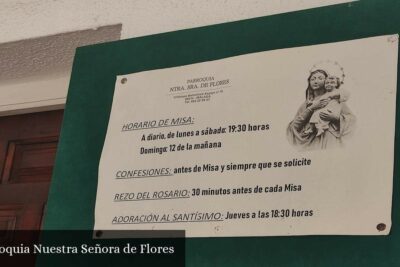 PARROQUIA
NTRA. SRA. DE FLORES
HORARIO DE MISA:
A diario, de lunes a sábado: 19:30 horas
Domingo: 12 de la mañana
CONFESIONES: antes de Misa y siempre que se solicite
REZO DEL ROSARIO: 30 minutos antes de cada Misa
ADORACIÓN AL SANTÍSIMO: Jueves a las 18:30 horas
oquia Nuestra Señora de Flores